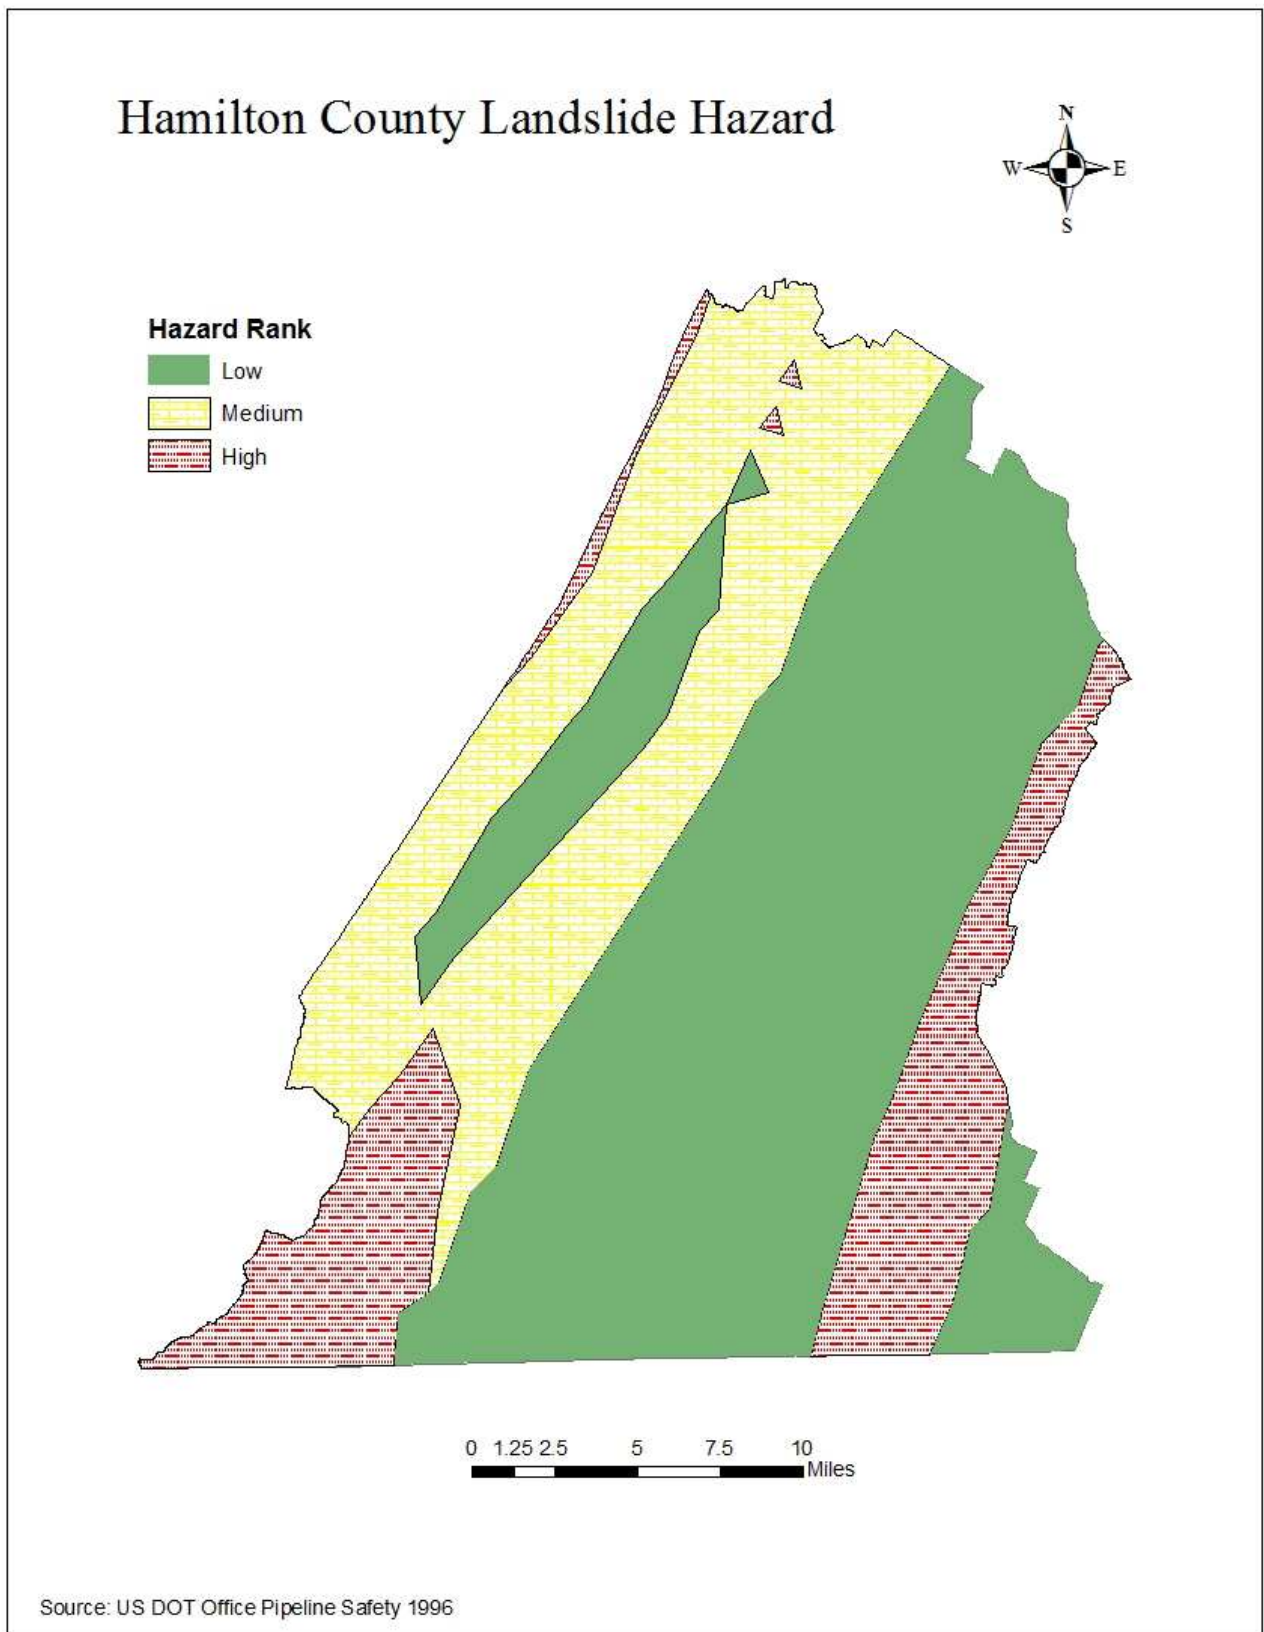 Hamilton County Landslide Hazard
N
W E
S
Hazard Rank
Low
Medium
High
0 1.25 2.5 5 7.5 10
Miles
Source: US DOT Office Pipeline Safety 1996